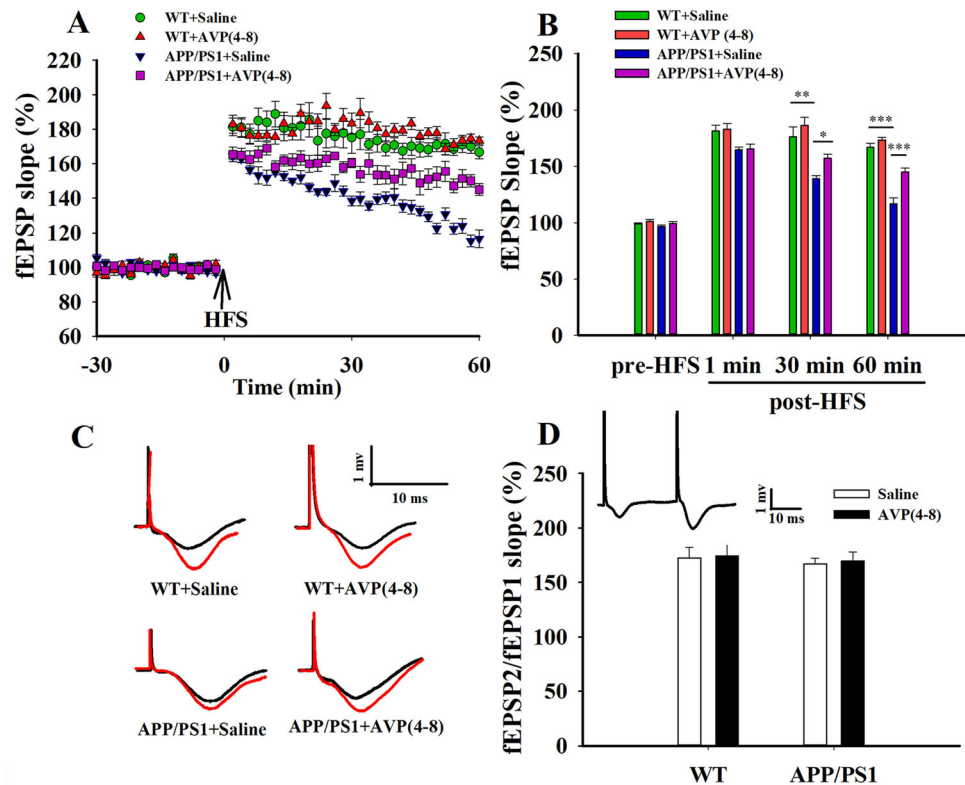 A
WT+Saline
WT+AVP(4-8)
APP/PS1+Saline
APP/PS1+AVP(4-8)
fEPSP slope (%)
220
200
180
160
140
120
100
80
60
HFS
-30
0
30
60
Time (min)
B
WT+Saline
WT+AVP (4-8)
APP/PS1+Saline
APP/PS1+AVP(4-8)
fEPSP Slope (%)
250
200
150
100
50
0
**
*
***
***
pre-HFS 1 min 30 min 60 min
post-HFS
C
1 mv
10 ms
WT+Saline
WT+AVP(4-8)
APP/PS1+Saline
APP/PS1+AVP(4-8)
D
fEPSP2/fEPSP1 slope (%)
250
200
150
100
50
0
1 mv
10 ms
Saline
AVP(4-8)
WT
APP/PS1